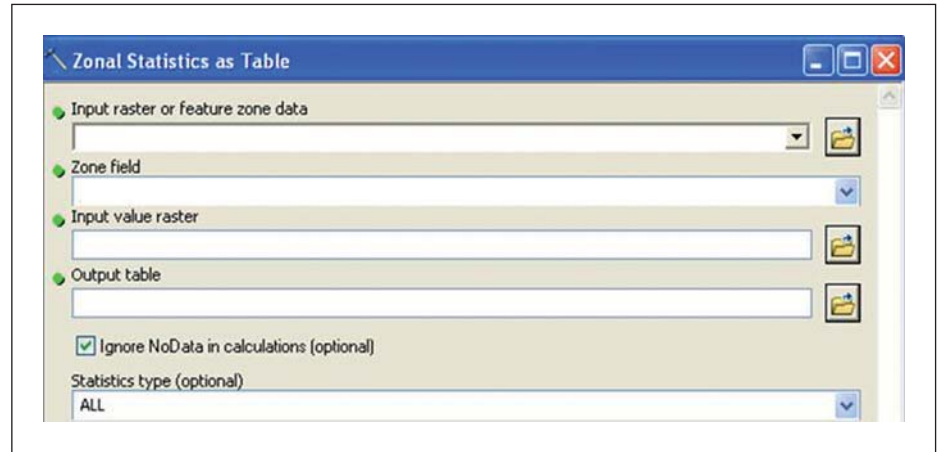 Zonal Statistics as Table
Input raster or feature zone data
Zone field
Input value raster
Output table
Ignore NoData in calculations (optional)
Statistics type (optional)
ALL